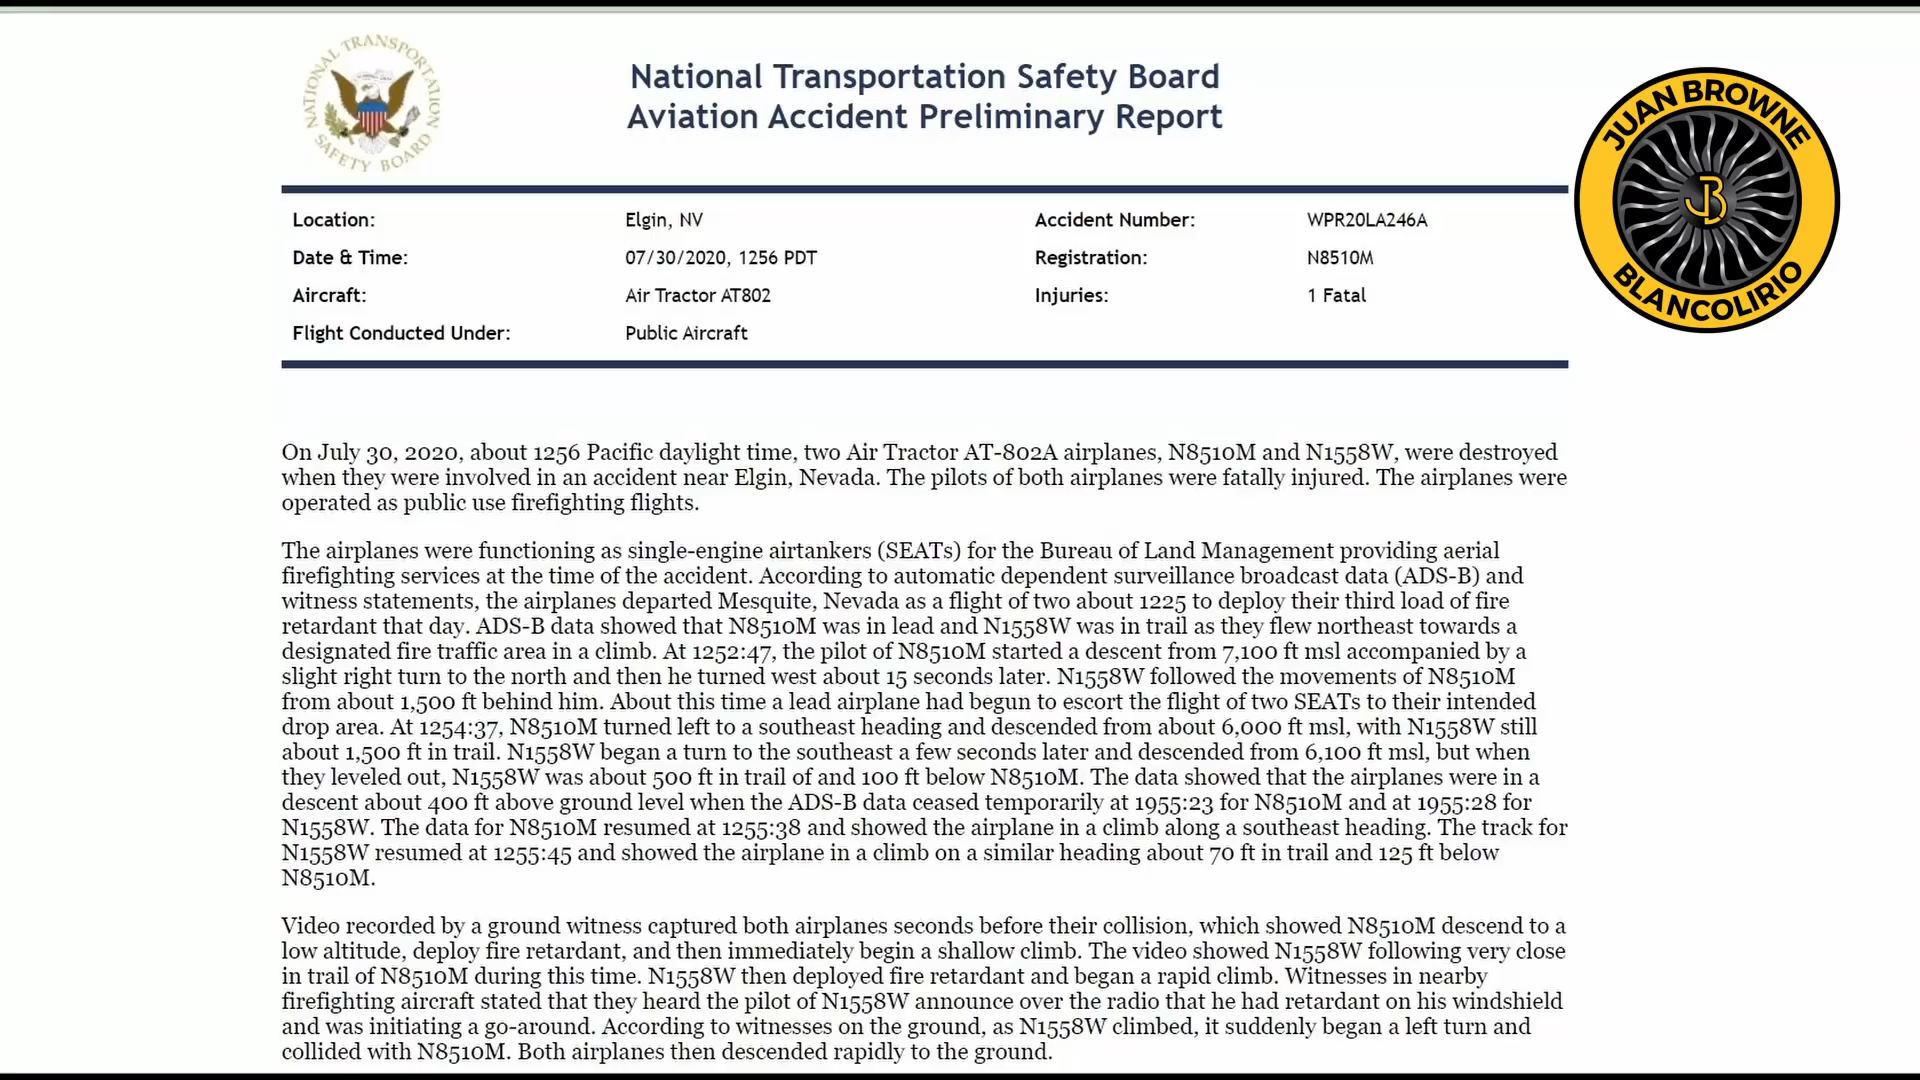 NATIONAL TRANSPORTATION
SAFETY BOARD
National Transportation Safety Board
Aviation Accident Preliminary Report
JUAN BROWNE
JB
BLANCOLIRIO
Location: Elgin, NV Accident Number: WPR20LA246A
Date & Time: 07/30/2020, 1256 PDT Registration: N8510M
Aircraft: Air Tractor AT802 Injuries: 1 Fatal
Flight Conducted Under: Public Aircraft
On July 30, 2020, about 1256 Pacific daylight time, two Air Tractor AT-802A airplanes, N8510M and N1558W, were destroyed
when they were involved in an accident near Elgin, Nevada. The pilots of both airplanes were fatally injured. The airplanes were
operated as public use firefighting flights.
The airplanes were functioning as single-engine airtankers (SEATs) for the Bureau of Land Management providing aerial
firefighting services at the time of the accident. According to automatic dependent surveillance broadcast data (ADS-B) and
witness statements, the airplanes departed Mesquite, Nevada as a flight of two about 1225 to deploy their third load of fire
retardant that day. ADS-B data showed that N8510M was in lead and N1558W was in trail as they flew northeast towards a
designated fire traffic area in a climb. At 1252:47, the pilot of N8510M started a descent from 7,100 ft msl accompanied by a
slight right turn to the north and then he turned west about 15 seconds later. N1558W followed the movements of N8510M
from about 1,500 ft behind him. About this time a lead airplane had begun to escort the flight of two SEATs to their intended
drop area. At 1254:37, N8510M turned left to a southeast heading and descended from about 6,000 ft msl, with N1558W still
about 1,500 ft in trail. N1558W began a turn to the southeast a few seconds later and descended from 6,100 ft msl, but when
they leveled out, N1558W was about 500 ft in trail of and 100 ft below N8510M. The data showed that the airplanes were in a
descent about 400 ft above ground level when the ADS-B data ceased temporarily at 1955:23 for N8510M and at 1955:28 for
N1558W. The data for N8510M resumed at 1255:38 and showed the airplane in a climb along a southeast heading. The track for
N1558W resumed at 1255:45 and showed the airplane in a climb on a similar heading about 70 ft in trail and 125 ft below
N8510M.
Video recorded by a ground witness captured both airplanes seconds before their collision, which showed N8510M descend to a
low altitude, deploy fire retardant, and then immediately begin a shallow climb. The video showed N1558W following very close
in trail of N8510M during this time. N1558W then deployed fire retardant and began a rapid climb. Witnesses in nearby
firefighting aircraft stated that they heard the pilot of N1558W announce over the radio that he had retardant on his windshield
and was initiating a go-around. According to witnesses on the ground, as N1558W climbed, it suddenly began a left turn and
collided with N8510M. Both airplanes then descended rapidly to the ground.